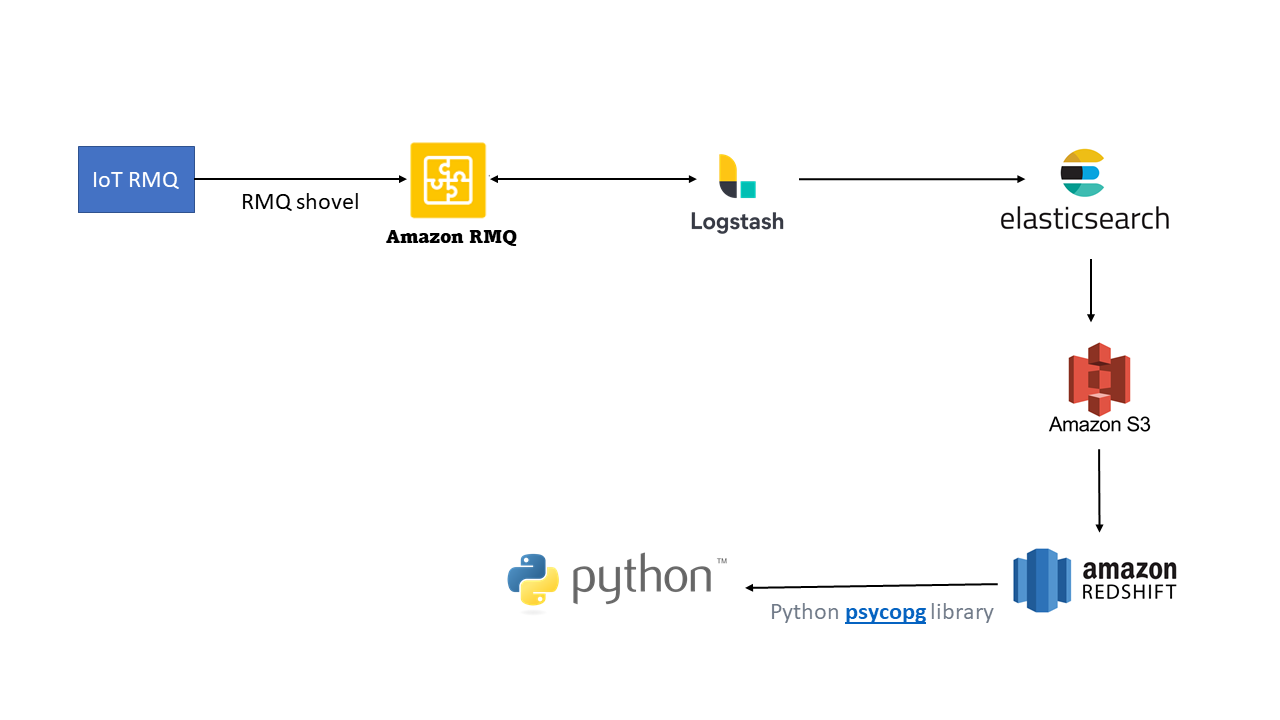 IoT RMQ
RMQ shovel
Amazon RMQ
Logstash
elasticsearch
Amazon S3
python™
amazon
REDSHIFT
Python psycopg library